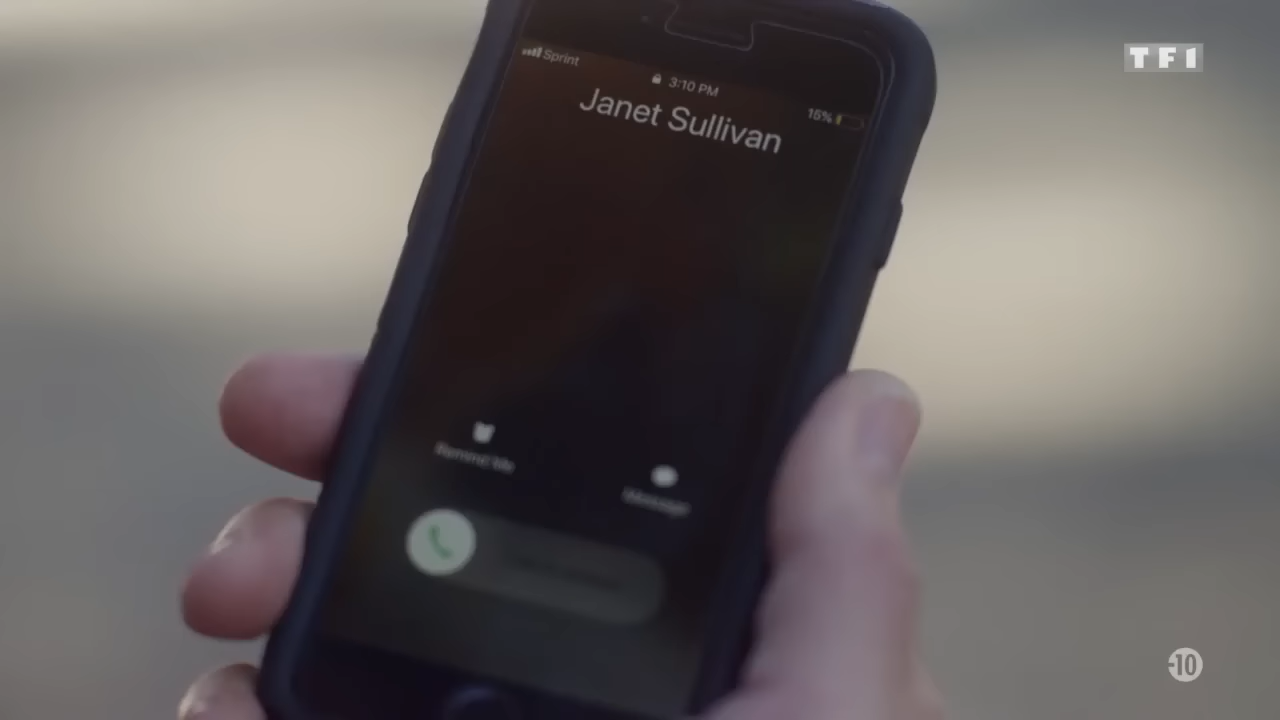 TF1
Sprint
3:10 PM
15%
Janet Sullivan
Remind Me
Message
-10